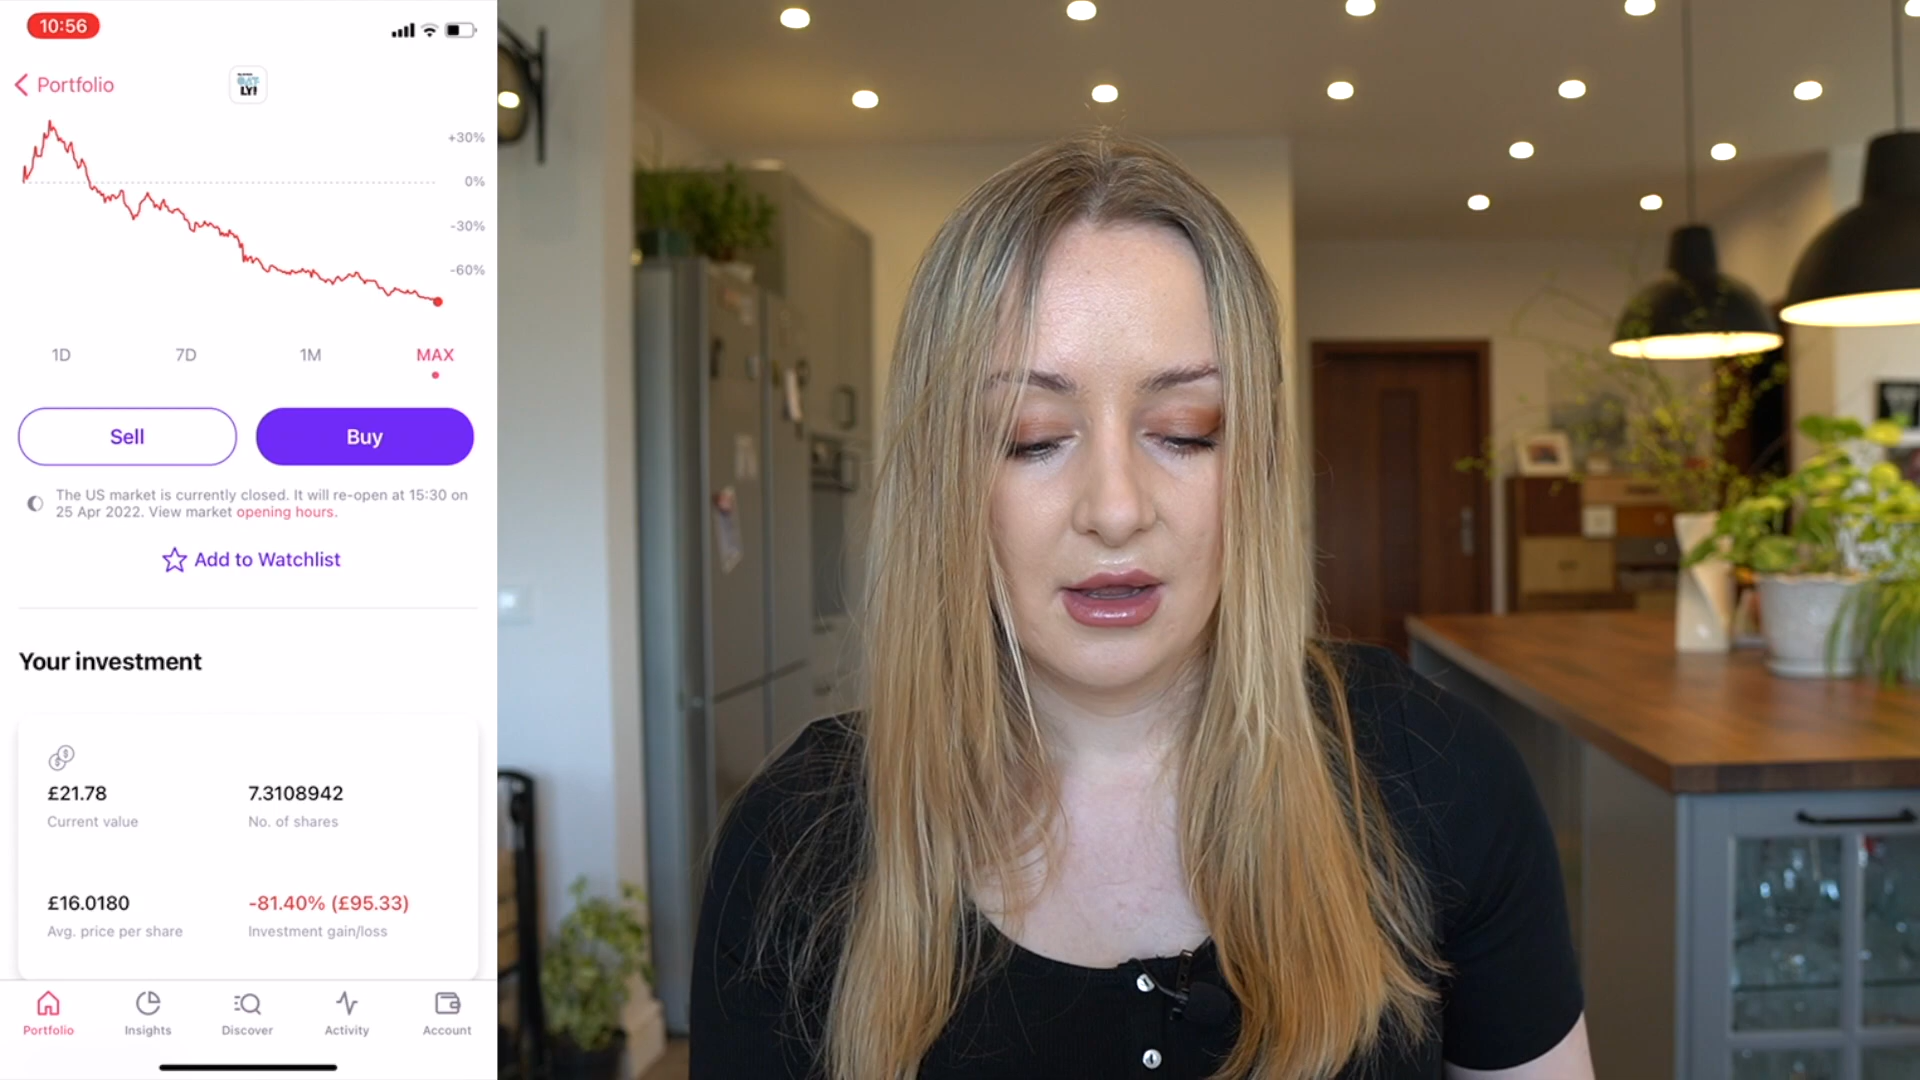 10:56
Portfolio
OAT-
LY!
+30%
0%
-30%
-60%
1D
7D
1M
MAX
Sell
Buy
The US market is currently closed. It will re-open at 15:30 on
25 Apr 2022. View market opening hours.
Add to Watchlist
Your investment
£21.78
7.3108942
Current value
No. of shares
£16.0180
-81.40% (£95.33)
Avg. price per share
Investment gain/loss
Portfolio
Insights
Discover
Activity
Account